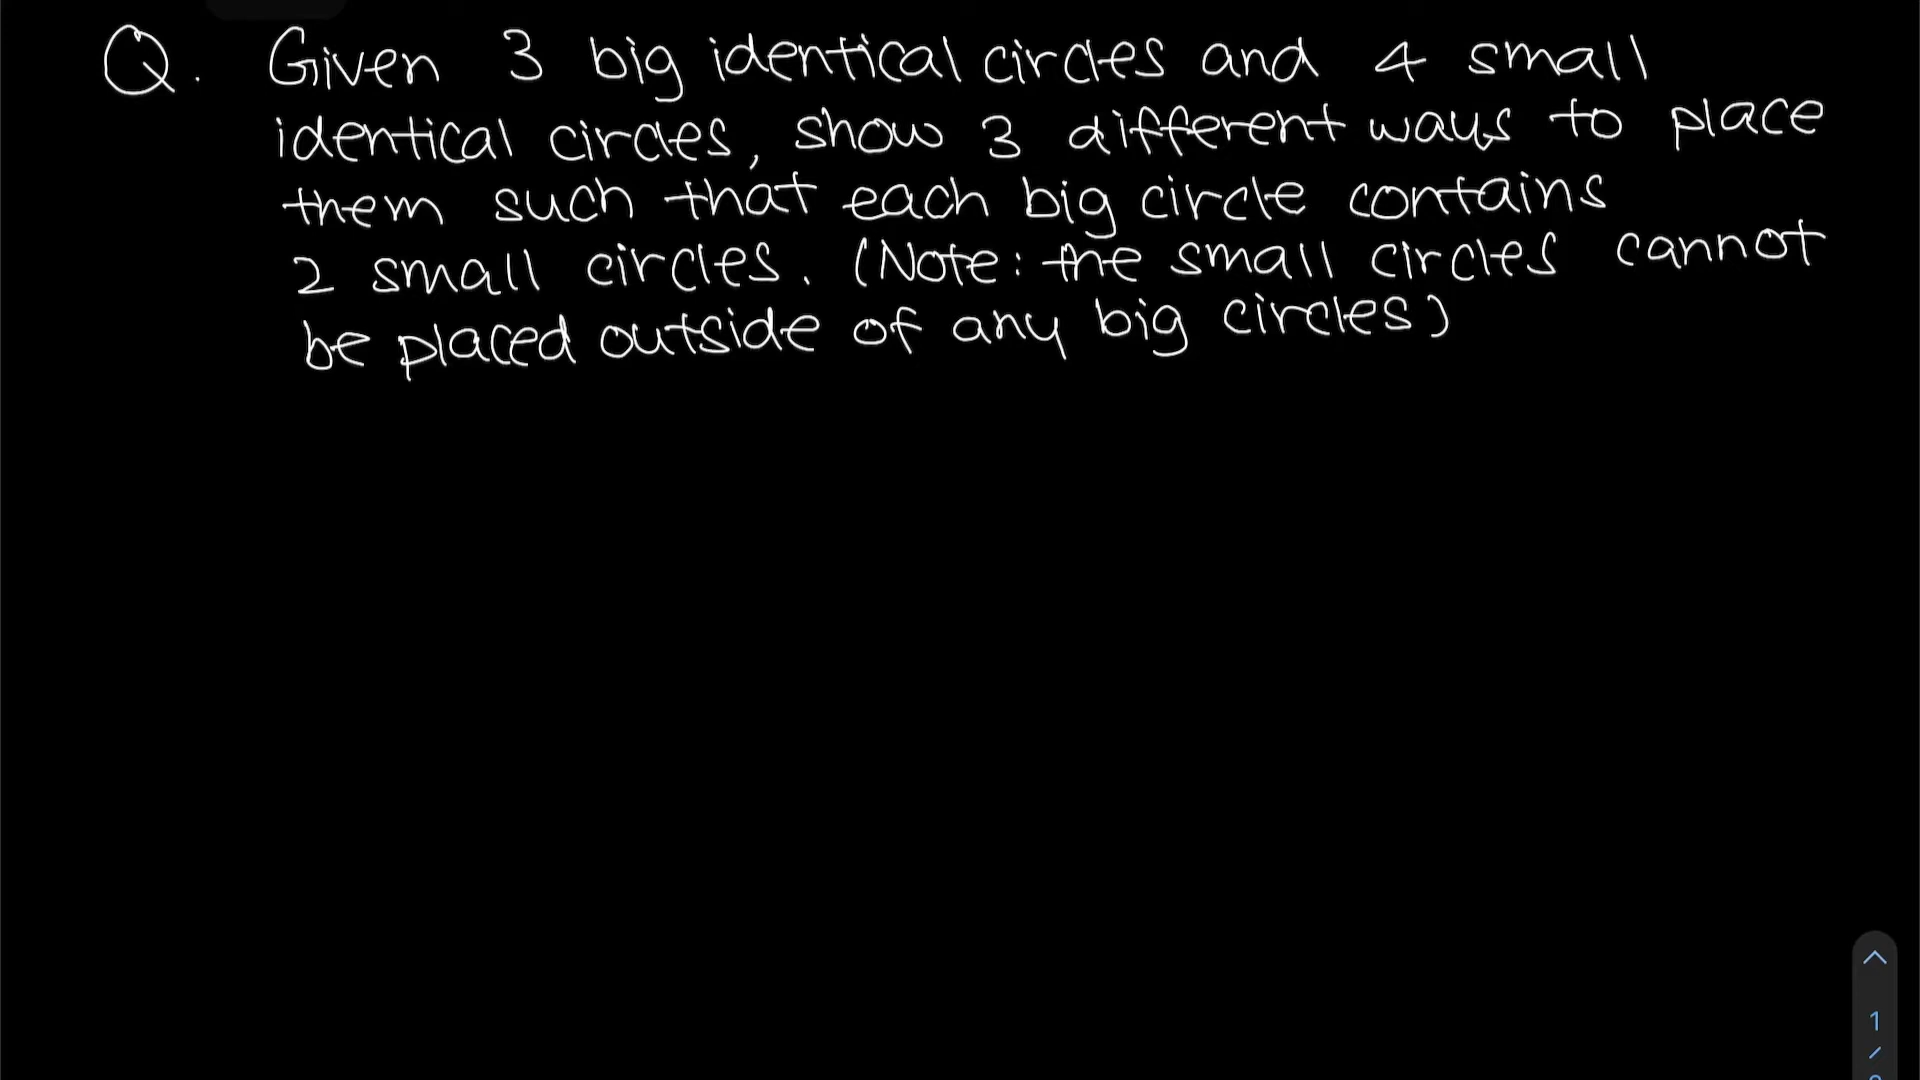 Q. Given 3 big identical circles and 4 small
identical circles, show 3 different ways to place
them such that each big circle contains
2 small circles. (Note: the small circles cannot
be placed outside of any big circles)
1
/